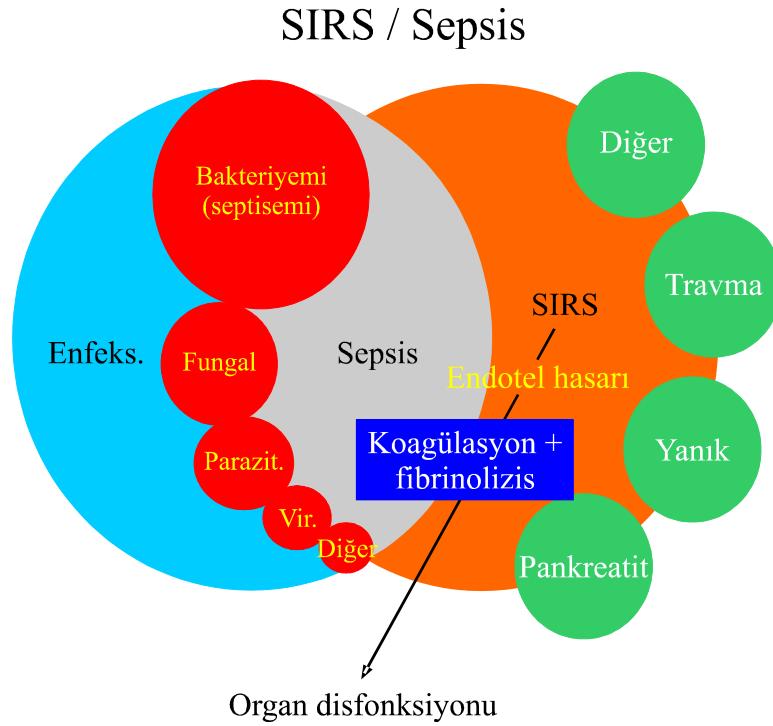 SIRS / Sepsis
Bakteriyemi
(septisemi)
Diğer
Travma
SIRS
Enfeks.
Fungal
Sepsis
Endotel hasarı
Koagülasyon +
fibrinolizis
Yanık
Parazit.
Vir.
Diğer
Pankreatit
Organ disfonksiyonu